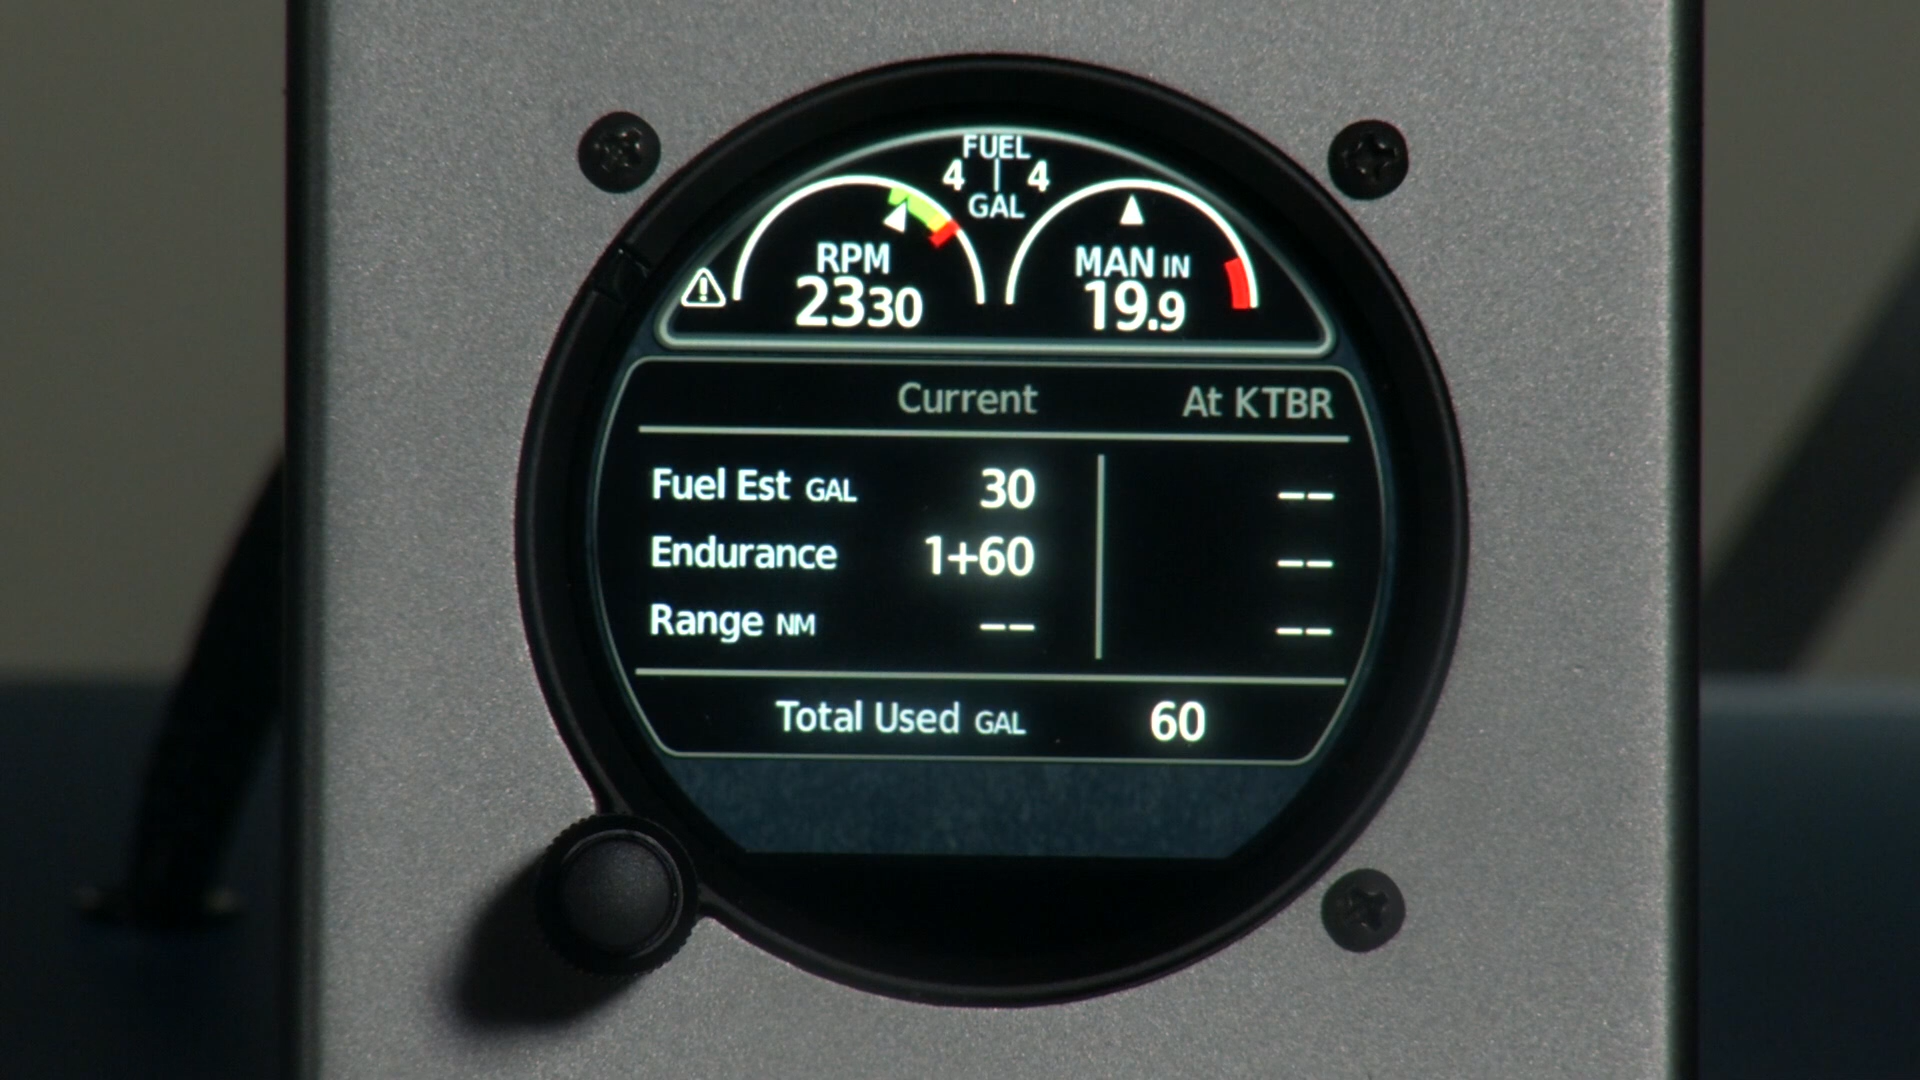 FUEL
4 4
GAL
RPM
2330
MAN IN
19.9
Current At KTBR
Fuel Est GAL 30 --
Endurance 1+60 --
Range NM -- --
Total Used GAL 60